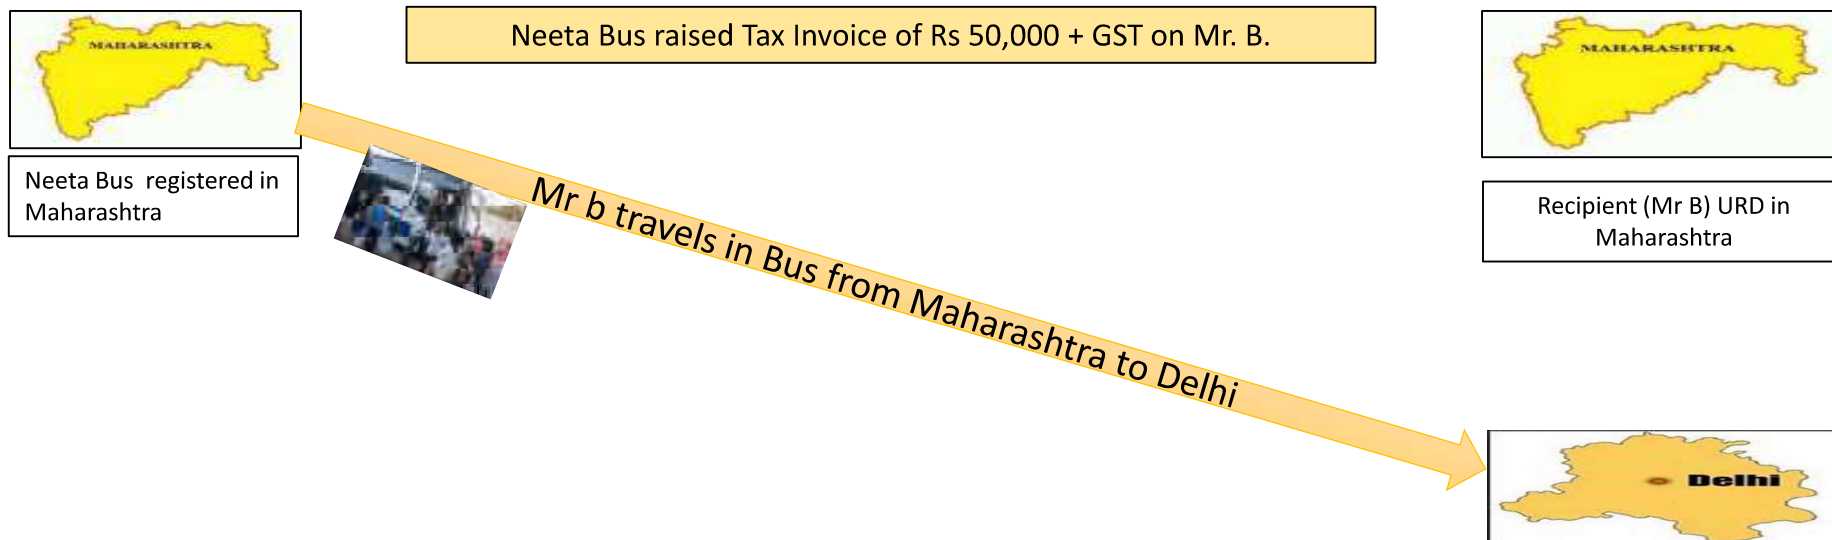 MAHARASHTRA
Neeta Bus raised Tax Invoice of Rs 50,000 + GST on Mr. B.
MAHARASHTRA
Neeta Bus registered in
Maharashtra
Recipient (Mr B) URD in
Maharashtra
Mr b travels in Bus from Maharashtra to Delhi
Delhi